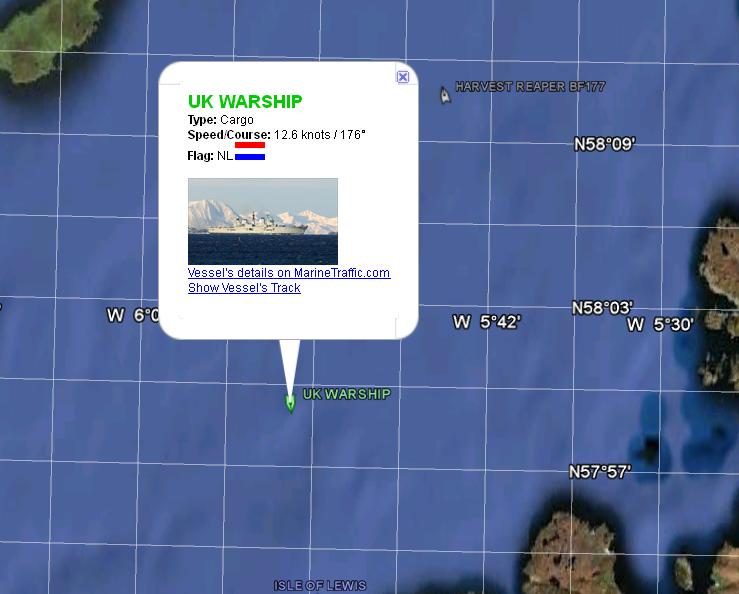 HARVEST REAPER BF177
UK WARSHIP
Type: Cargo
Speed/Course: 12.6 knots / 176°
Flag: NL
Vessel's details on MarineTraffic.com
Show Vessel's Track
N58°09'
N58°03'
W 6°0
W 5°42'
W 5°30'
UK WARSHIP
N57°57'
ISLE OF LEWIS